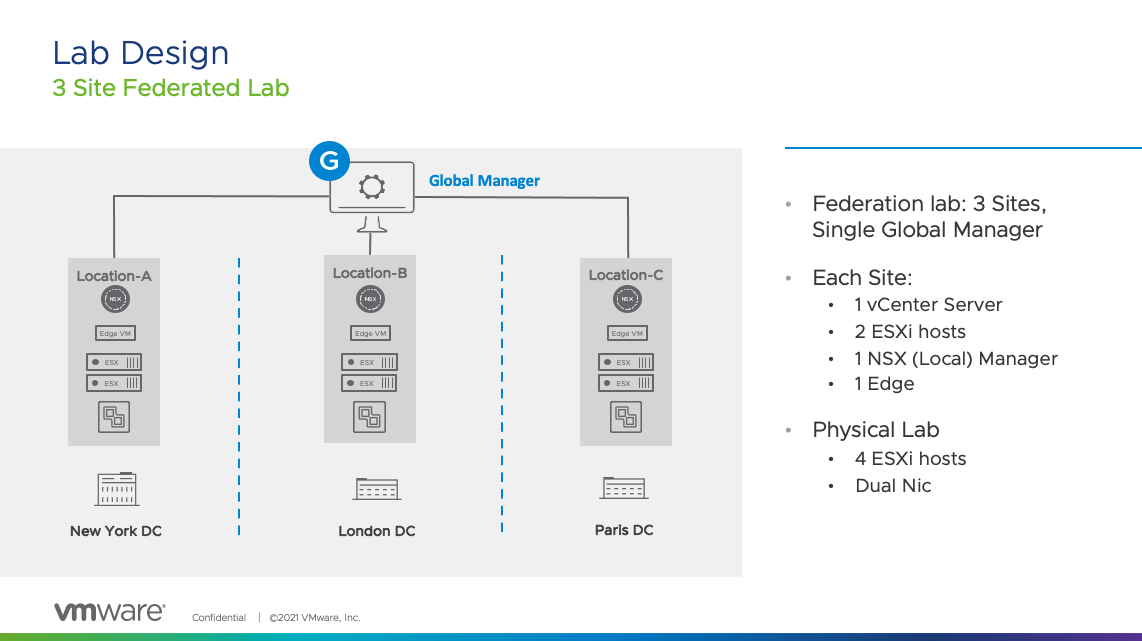 Lab Design
3 Site Federated Lab
G
Global Manager
Location-A
NSX
Edge VM
ESX
ESX
New York DC
Location-B
NSX
Edge VM
ESX
ESX
London DC
Location-C
NSX
Edge VM
ESX
ESX
Paris DC
• Federation lab: 3 Sites,
Single Global Manager
• Each Site:
• 1 vCenter Server
• 2 ESXi hosts
• 1 NSX (Local) Manager
• 1 Edge
• Physical Lab
• 4 ESXi hosts
• Dual Nic
vmware®
Confidential | ©2021 VMware, Inc.